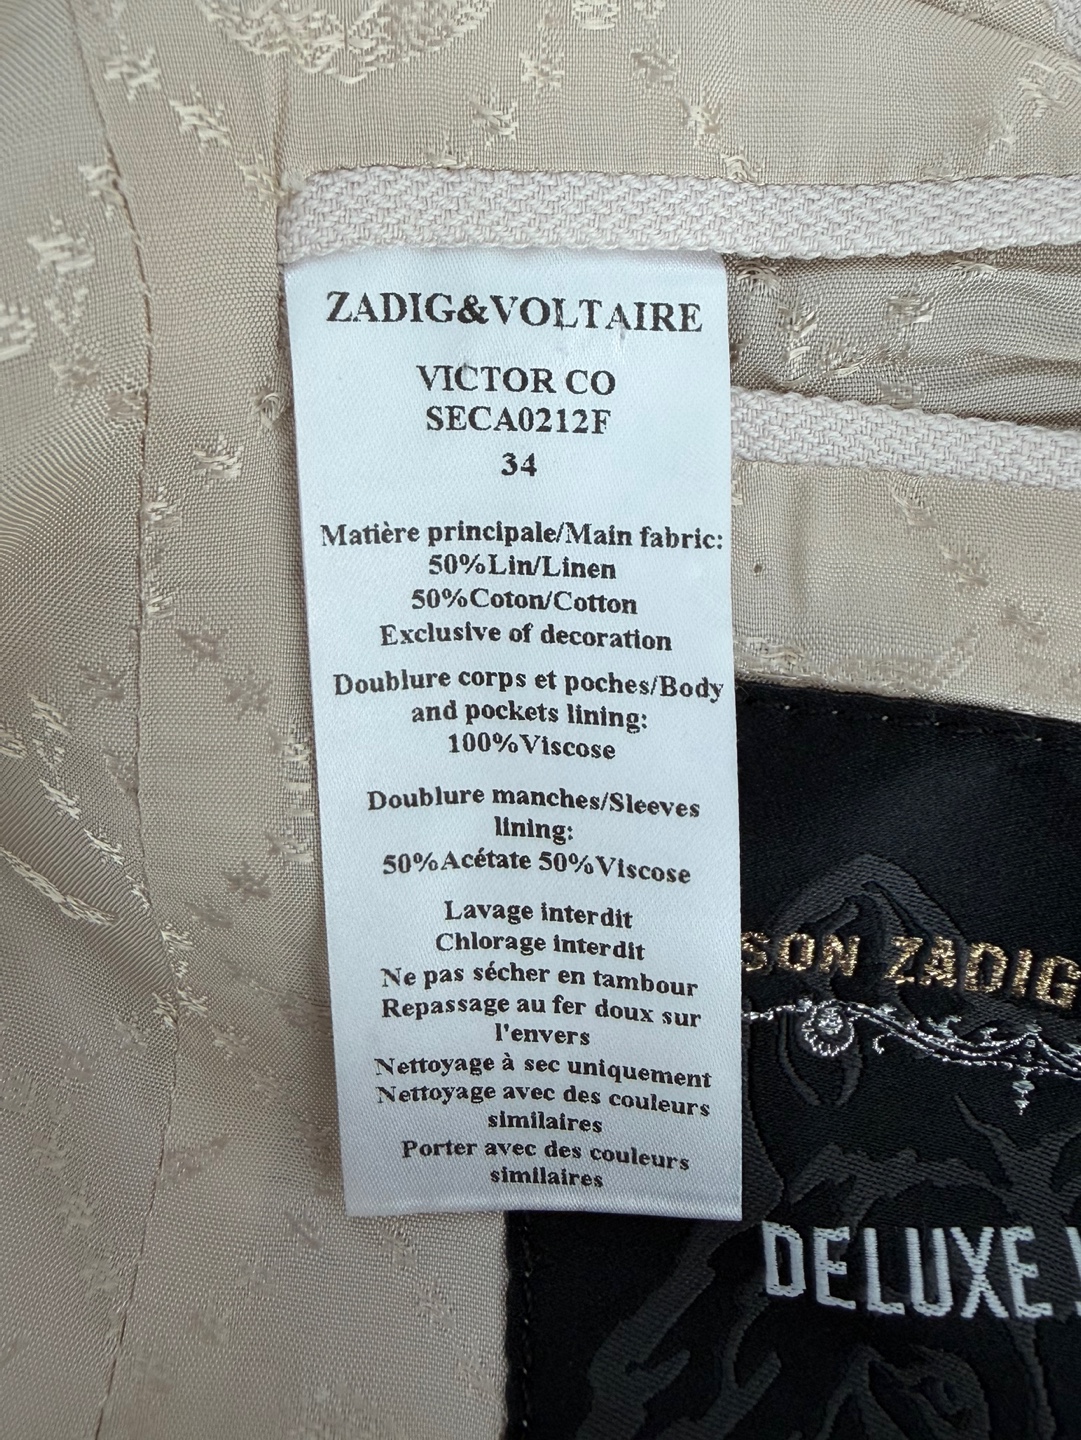 ZADIG&VOLTAIRE
VICTOR CO
SECA0212F
34
Matière principale/Main fabric:
50%Lin/Linen
50%Coton/Cotton
Exclusive of decoration
Doublure corps et poches/Body
and pockets lining:
100%Viscose
Doublure manches/Sleeves
lining:
50%Acétate 50%Viscose
Lavage interdit
Chlorage interdit
Ne pas sécher en tambour
Repassage au fer doux sur
l'envers
Nettoyage à sec uniquement
Nettoyage avec des couleurs
similaires
Porter avec des couleurs
similaires
SON ZADIG
DELUXE